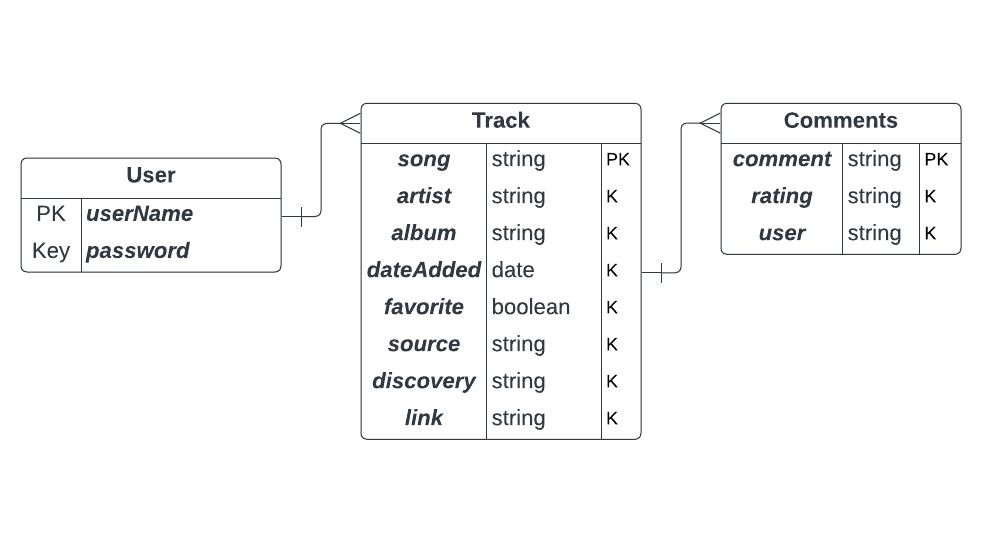 User
PK userName
Key password
Track
song string PK
artist string K
album string K
dateAdded date K
favorite boolean K
source string K
discovery string K
link string K
Comments
comment string PK
rating string K
user string K